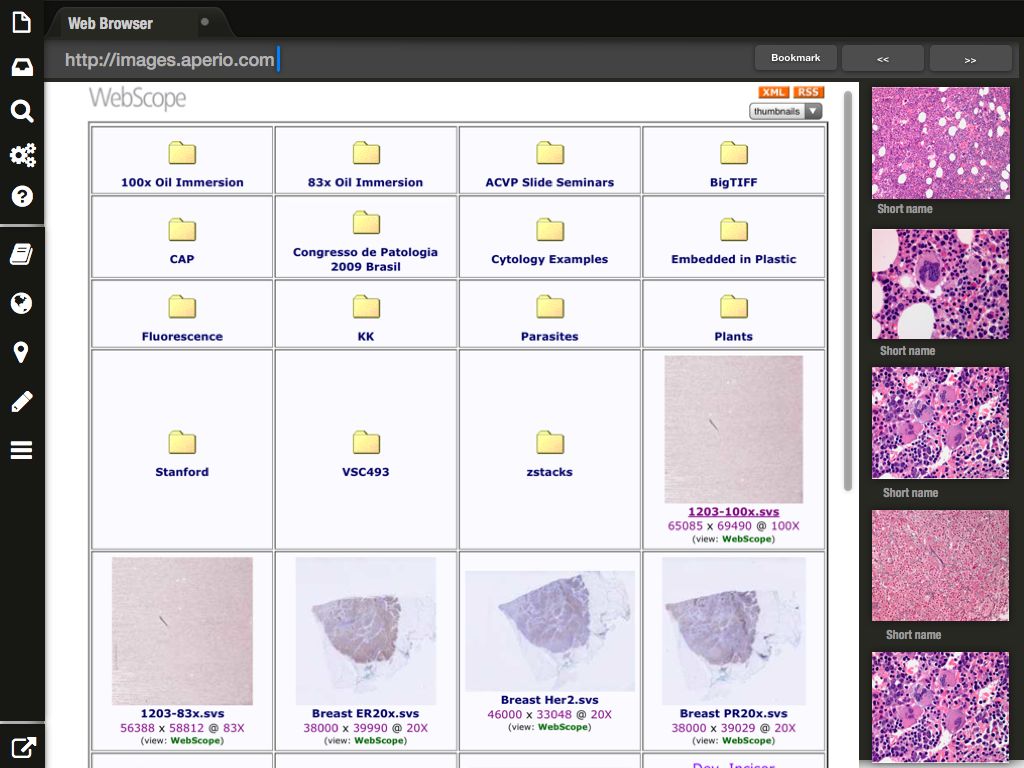 Web Browser
http://images.aperio.com
Bookmark
<<
>>
WebScope
XML RSS
thumbnails
100x Oil Immersion
83x Oil Immersion
ACVP Slide Seminars
BigTIFF
CAP
Congresso de Patologia
2009 Brasil
Cytology Examples
Embedded in Plastic
Fluorescence
KK
Parasites
Plants
Stanford
VSC493
zstacks
1203-100x.svs
65085 x 69490 @ 100X
(view: WebScope)
1203-83x.svs
56388 x 58812 @ 83X
(view: WebScope)
Breast ER20x.svs
38000 x 39990 @ 20X
(view: WebScope)
Breast Her2.svs
46000 x 33048 @ 20X
(view: WebScope)
Breast PR20x.svs
38000 x 39029 @ 20X
(view: WebScope)
Short name
Short name
Short name
Short name